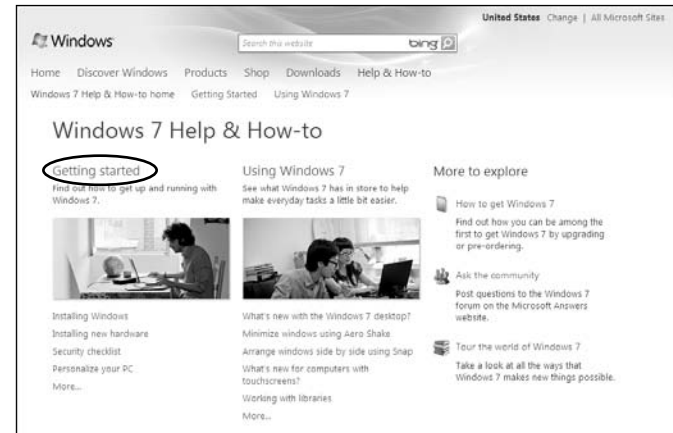 United States Change | All Microsoft Sites
Windows
Search this website bing
Home Discover Windows Products Shop Downloads Help & How-to
Windows 7 Help & How-to home Getting Started Using Windows 7
Windows 7 Help & How-to
Getting started
Find out how to get up and running with
Windows 7.
Installing Windows
Installing new hardware
Security checklist
Personalize your PC
More...
Using Windows 7
See what Windows 7 has in store to help
make everyday tasks a little bit easier.
What's new with the Windows 7 desktop?
Minimize windows using Aero Shake
Arrange windows side by side using Snap
What's new for computers with
touchscreens?
Working with libraries
More...
More to explore
How to get Windows 7
Find out how you can be among the
first to get Windows 7 by upgrading
or pre-ordering.
Ask the community
Post questions to the Windows 7
forum on the Microsoft Answers
website.
Tour the world of Windows 7
Take a look at all the ways that
Windows 7 makes new things possible.